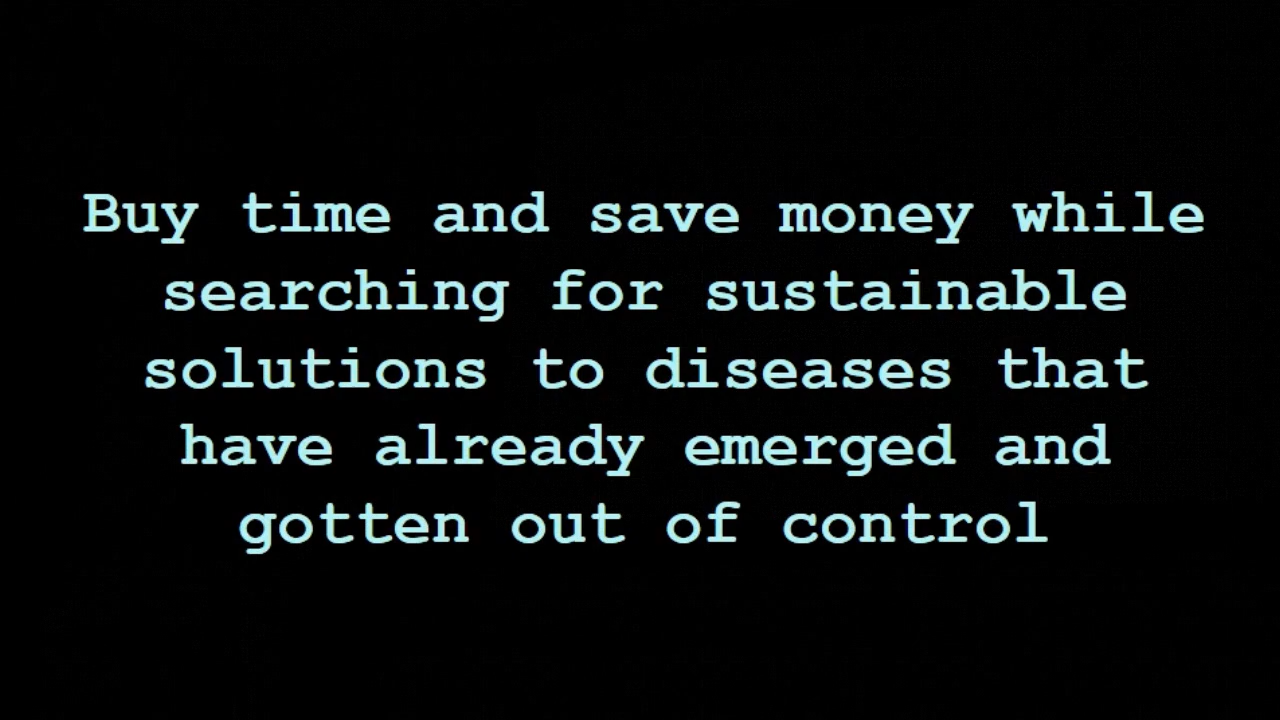 Buy time and save money while
searching for sustainable
solutions to diseases that
have already emerged and
gotten out of control